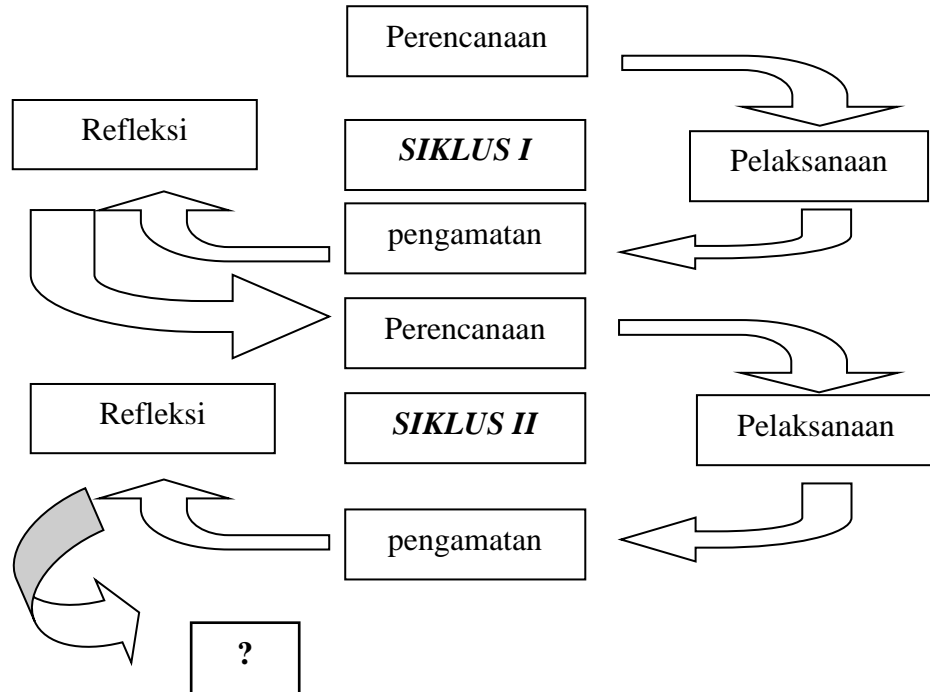 Perencanaan
Refleksi
SIKLUS I
Pelaksanaan
pengamatan
Perencanaan
Refleksi
SIKLUS II
Pelaksanaan
pengamatan
?